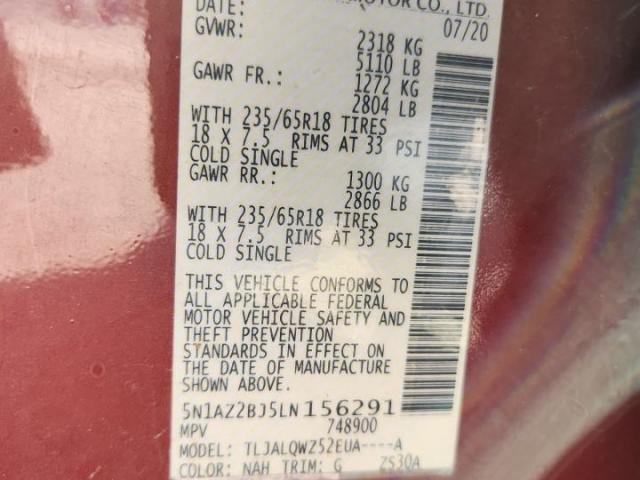 MOTOR CO., LTD.
DATE: 07/20
GVWR: 2318 KG
5110 LB
GAWR FR.: 1272 KG
2804 LB
WITH 235/65R18 TIRES
18 X 7.5 RIMS AT 33 PSI
COLD SINGLE
GAWR RR.: 1300 KG
2866 LB
WITH 235/65R18 TIRES
18 X 7.5 RIMS AT 33 PSI
COLD SINGLE
THIS VEHICLE CONFORMS TO
ALL APPLICABLE FEDERAL
MOTOR VEHICLE SAFETY AND
THEFT PREVENTION
STANDARDS IN EFFECT ON
THE DATE OF MANUFACTURE
SHOWN ABOVE.
5N1AZ2BJ5LN156291
MPV 748900
MODEL: TLJALQWZ52EUA----A
COLOR: NAH TRIM: G ZS30A